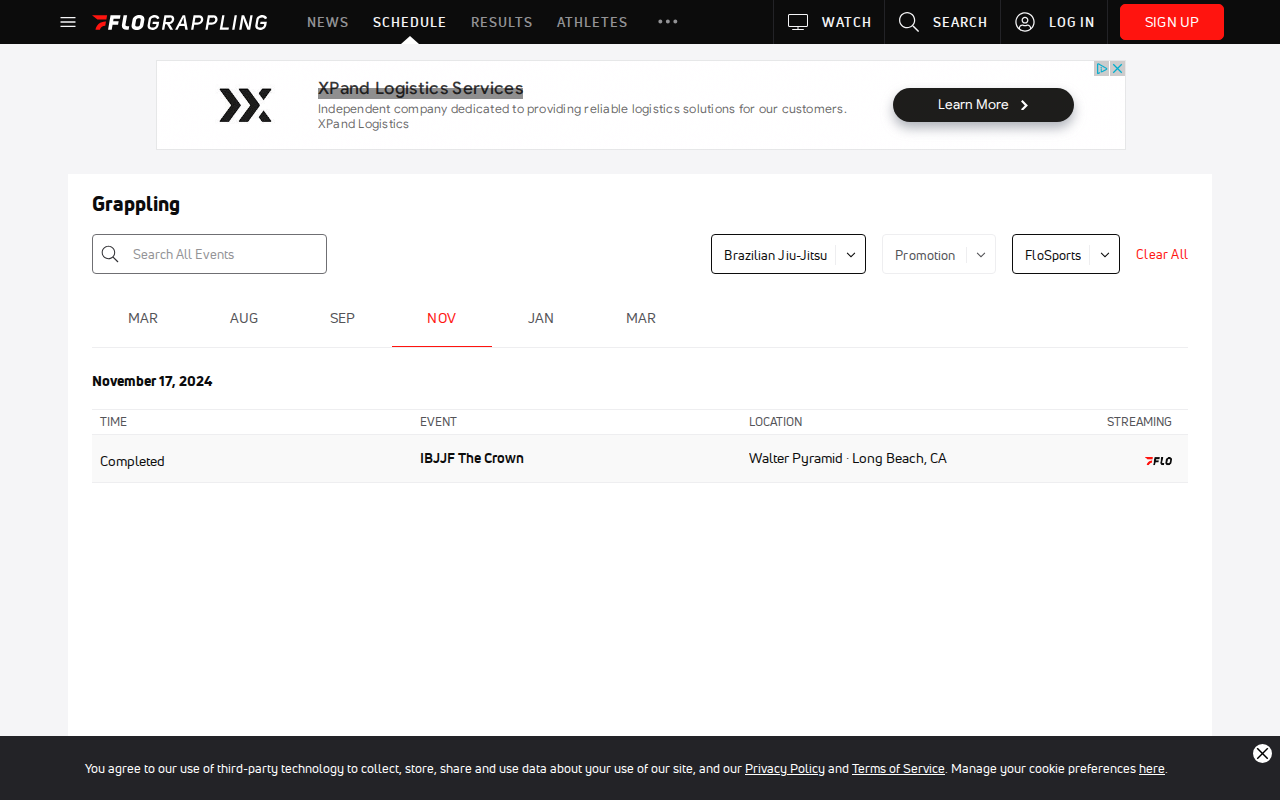 FLOGRAPPLING NEWS SCHEDULE RESULTS ATHLETES WATCH SEARCH LOG IN SIGN UP
XPand Logistics Services
Independent company dedicated to providing reliable logistics solutions for our customers.
XPand Logistics
Learn More
Grappling
Search All Events Brazilian Jiu-Jitsu Promotion FloSports Clear All
MAR AUG SEP NOV JAN MAR
November 17, 2024
TIME EVENT LOCATION STREAMING
Completed IBJJF The Crown Walter Pyramid · Long Beach, CA FLO
You agree to our use of third-party technology to collect, store, share and use data about your use of our site, and our Privacy Policy and Terms of Service. Manage your cookie preferences here.